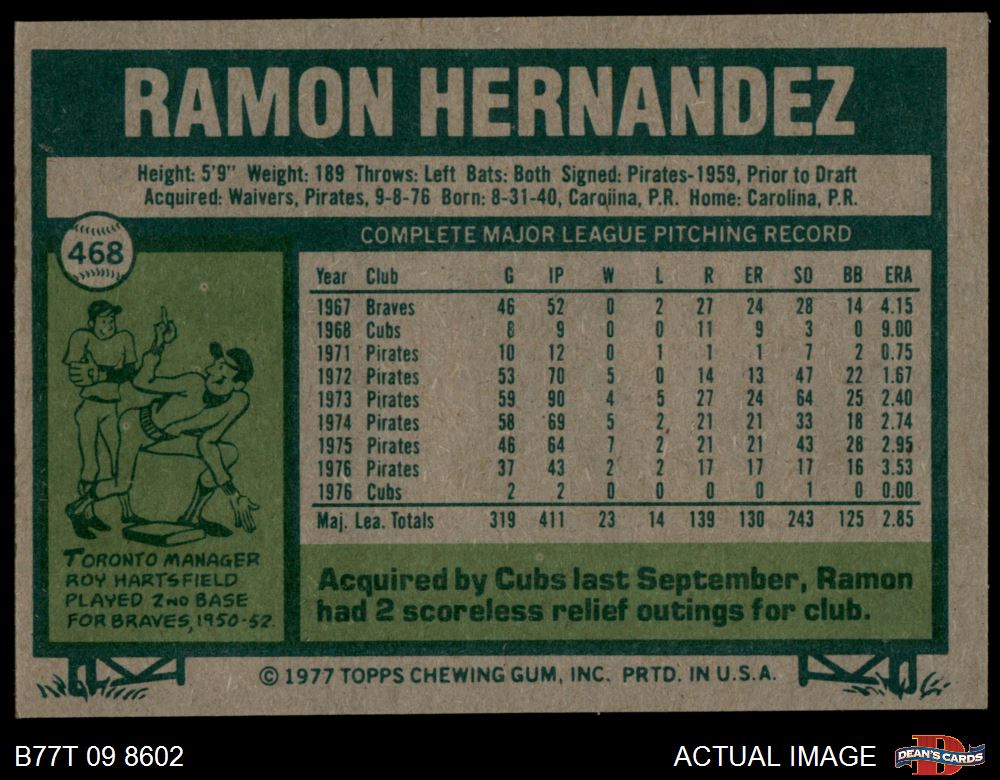 RAMON HERNANDEZ
Height: 5'9" Weight: 189 Throws: Left Bats: Both Signed: Pirates-1959, Prior to Draft
Acquired: Waivers, Pirates, 9-8-76 Born: 8-31-40, Carolina, P.R. Home: Carolina, P.R.
468
COMPLETE MAJOR LEAGUE PITCHING RECORD
Year Club G IP W L R ER SO BB ERA
1967 Braves 46 52 0 2 27 24 28 14 4.15
1968 Cubs 8 9 0 0 11 9 3 0 9.00
1971 Pirates 10 12 0 1 1 1 7 2 0.75
1972 Pirates 53 70 5 0 14 13 47 22 1.67
1973 Pirates 59 90 4 5 27 24 64 25 2.40
1974 Pirates 58 69 5 2 21 21 33 18 2.74
1975 Pirates 46 64 7 2 21 21 43 28 2.95
1976 Pirates 37 43 2 2 17 17 17 16 3.53
1976 Cubs 2 2 0 0 0 0 1 0 0.00
Maj. Lea. Totals 319 411 23 14 139 130 243 125 2.85
TORONTO MANAGER
ROY HARTSFIELD
PLAYED 2ND BASE
FOR BRAVES, 1950-52.
Acquired by Cubs last September, Ramon
had 2 scoreless relief outings for club.
© 1977 TOPPS CHEWING GUM, INC. PRTD. IN U.S.A.
B77T 09 8602
ACTUAL IMAGE
D
DEAN'S CARDS